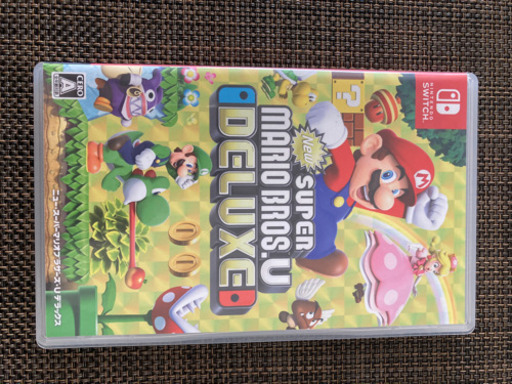 NINTENDO
SWITCH
New
SUPER
MARIO BROS. U
DELUXE
ニュー・スーパーマリオブラザーズ・U デラックス
CERO
A